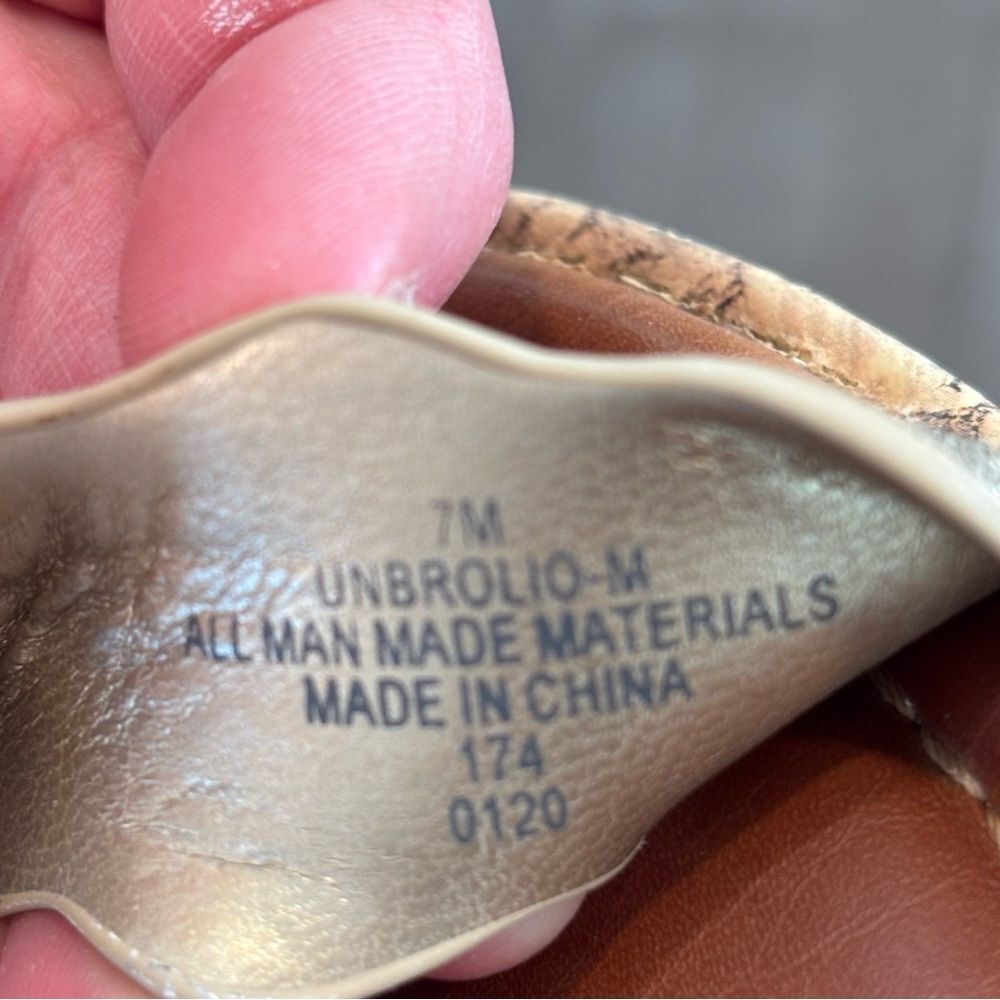 7M
UNBROLIO-M
ALL MAN MADE MATERIALS
MADE IN CHINA
174
0120